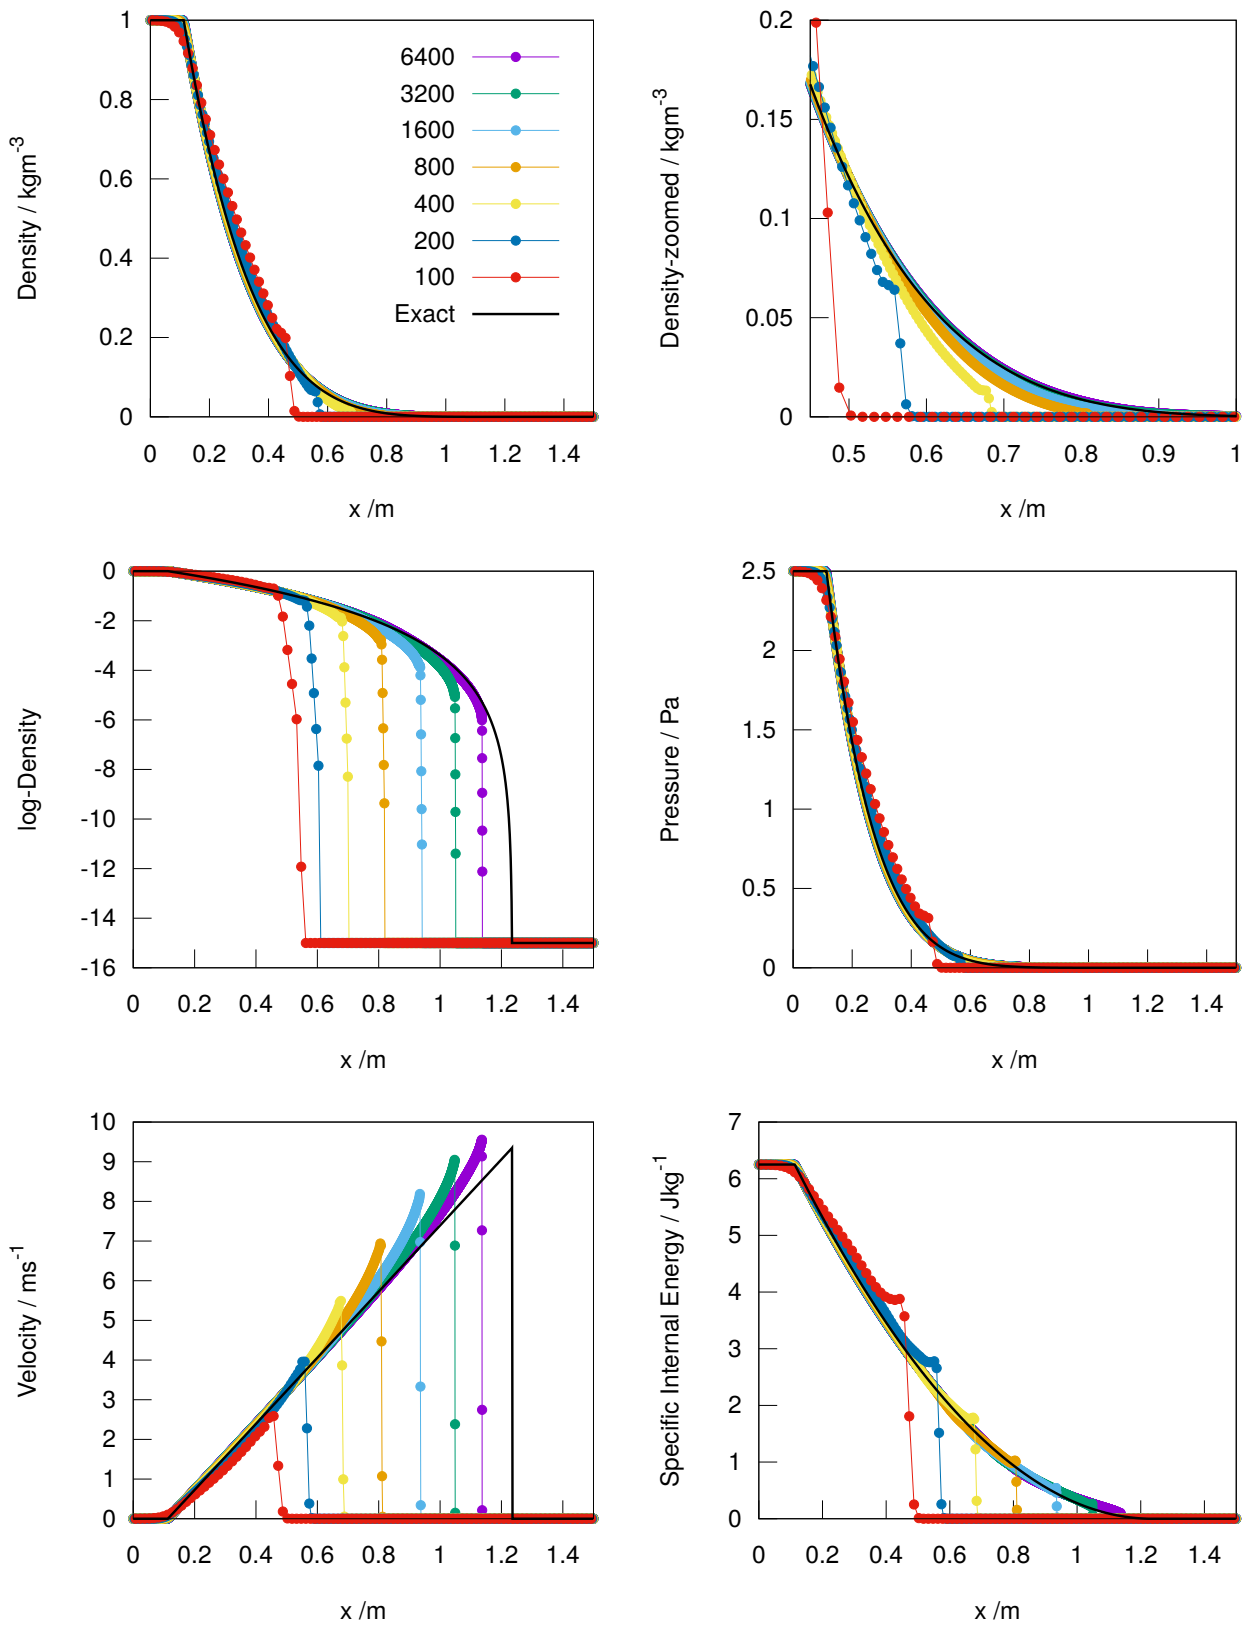 Density / kgm-3
1
0.8
0.6
0.4
0.2
0
0 0.2 0.4 0.6 0.8 1 1.2 1.4
x /m
6400
3200
1600
800
400
200
100
Exact
Density-zoomed / kgm-3
0.2
0.15
0.1
0.05
0
0.5 0.6 0.7 0.8 0.9 1
x /m
log-Density
0
-2
-4
-6
-8
-10
-12
-14
-16
0 0.2 0.4 0.6 0.8 1 1.2 1.4
x /m
Pressure / Pa
2.5
2
1.5
1
0.5
0
0 0.2 0.4 0.6 0.8 1 1.2 1.4
x /m
Velocity / ms-1
10
9
8
7
6
5
4
3
2
1
0
0 0.2 0.4 0.6 0.8 1 1.2 1.4
x /m
Specific Internal Energy / Jkg-1
7
6
5
4
3
2
1
0
0 0.2 0.4 0.6 0.8 1 1.2 1.4
x /m